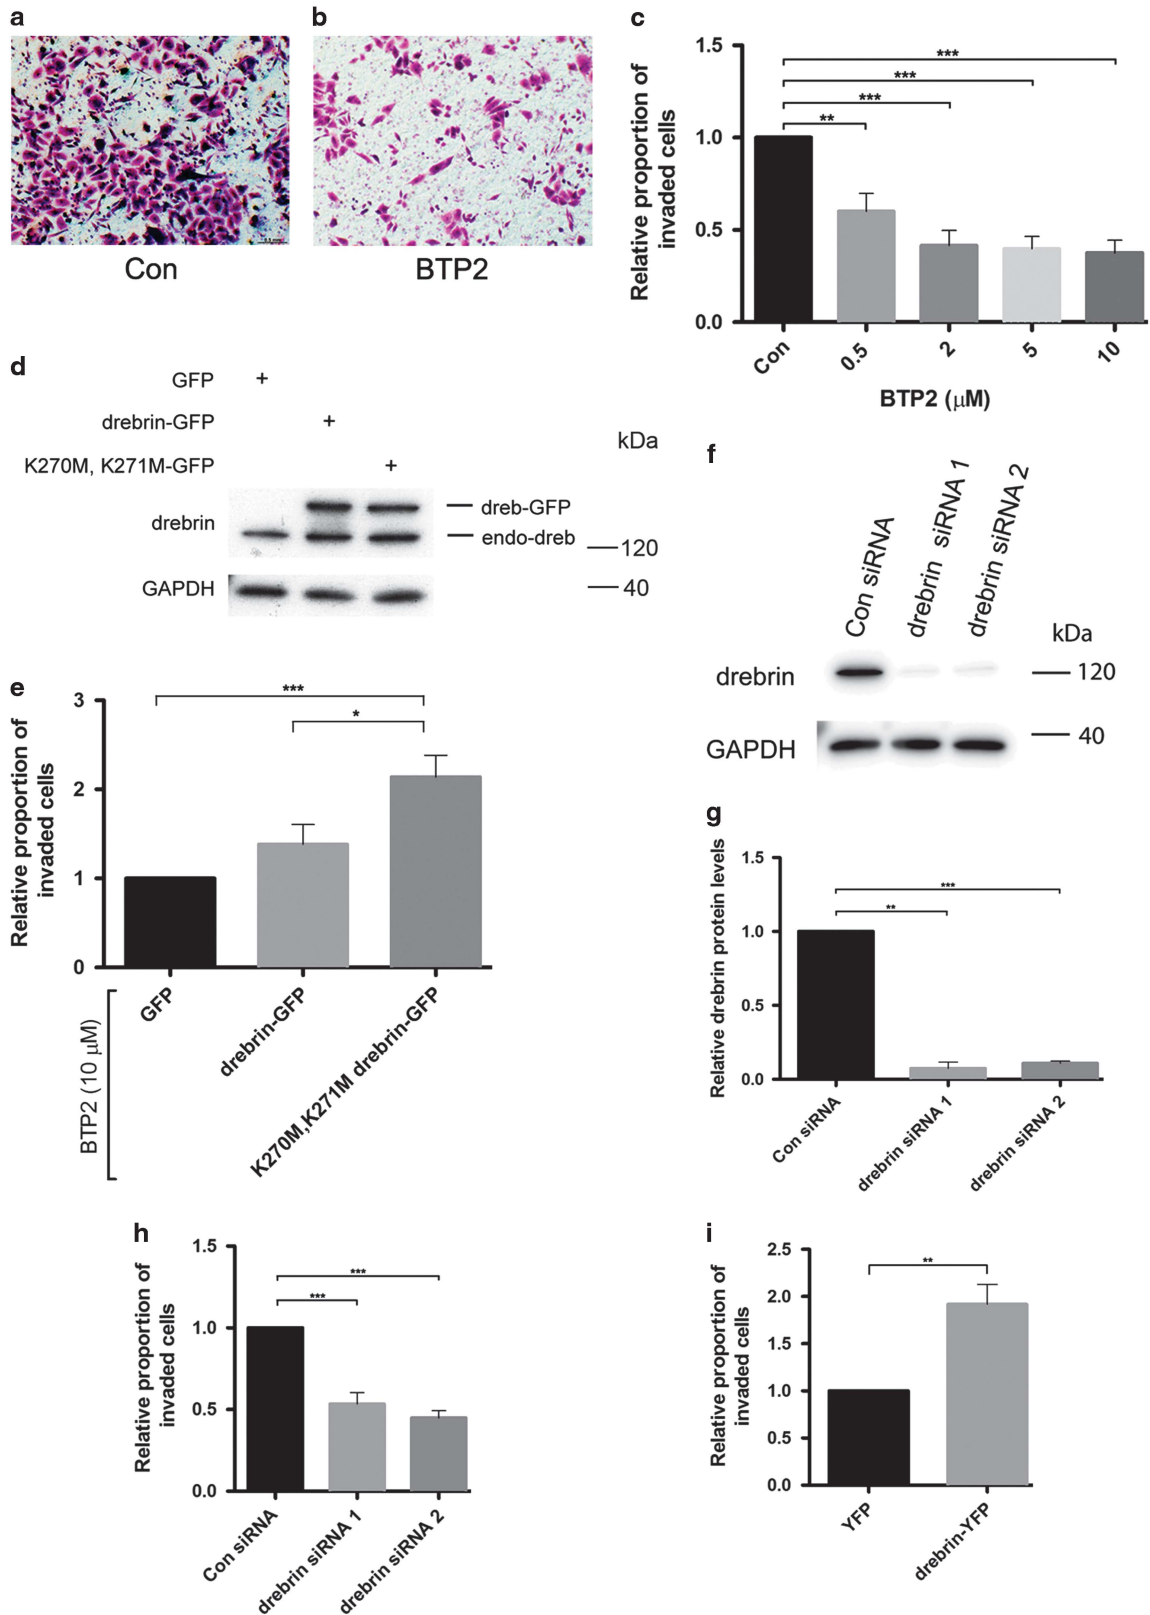 a
b
Con
BTP2
c
Relative proportion of
invaded cells
1.5
1.0
0.5
0.0
***
***
***
**
Con
0.5
2
5
10
BTP2 (μM)
d
GFP +
drebrin-GFP +
K270M, K271M-GFP +
kDa
drebrin
dreb-GFP
endo-dreb
120
GAPDH
40
e
Relative proportion of
invaded cells
3
2
1
0
***
*
GFP
drebrin-GFP
K270M,K271M drebrin-GFP
BTP2 (10 μM)
f
Con siRNA
drebrin siRNA 1
drebrin siRNA 2
kDa
drebrin
120
GAPDH
40
g
Relative drebrin protein levels
1.5
1.0
0.5
0.0
***
**
Con siRNA
drebrin siRNA 1
drebrin siRNA 2
h
Relative proportion of
invaded cells
1.5
1.0
0.5
0.0
***
***
Con siRNA
drebrin siRNA 1
drebrin siRNA 2
i
Relative proportion of
invaded cells
2.5
2.0
1.5
1.0
0.5
0.0
**
YFP
drebrin-YFP